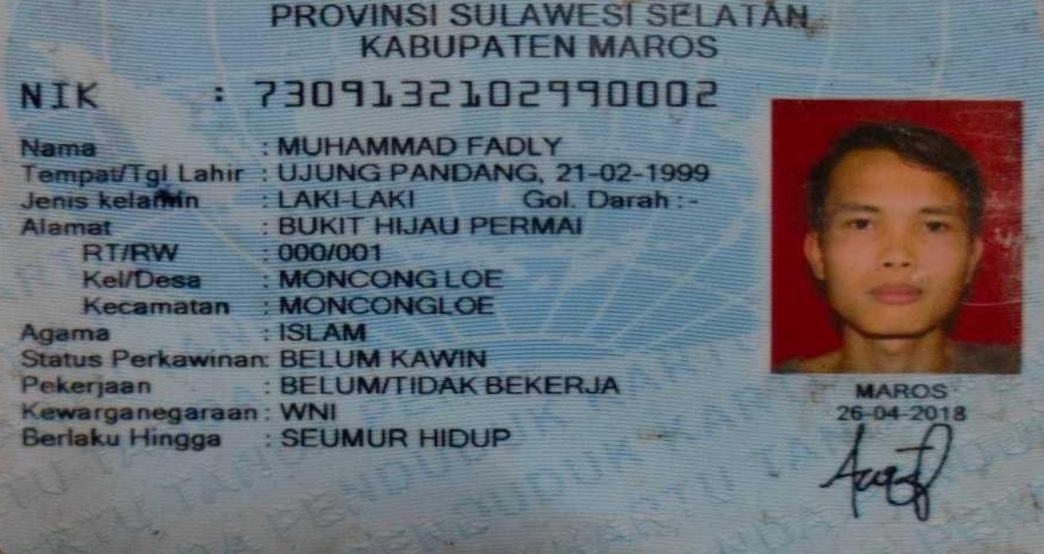 PROVINSI SULAWESI SELATAN
KABUPATEN MAROS
NIK : 7309132102990002
Nama : MUHAMMAD FADLY
Tempat/Tgl Lahir : UJUNG PANDANG, 21-02-1999
Jenis kelamin : LAKI-LAKI Gol. Darah : -
Alamat : BUKIT HIJAU PERMAI
RT/RW : 000/001
Kel/Desa : MONCONG LOE
Kecamatan : MONCONGLOE
Agama : ISLAM
Status Perkawinan: BELUM KAWIN
Pekerjaan : BELUM/TIDAK BEKERJA
Kewarganegaraan : WNI
Berlaku Hingga : SEUMUR HIDUP
MAROS
26-04-2018